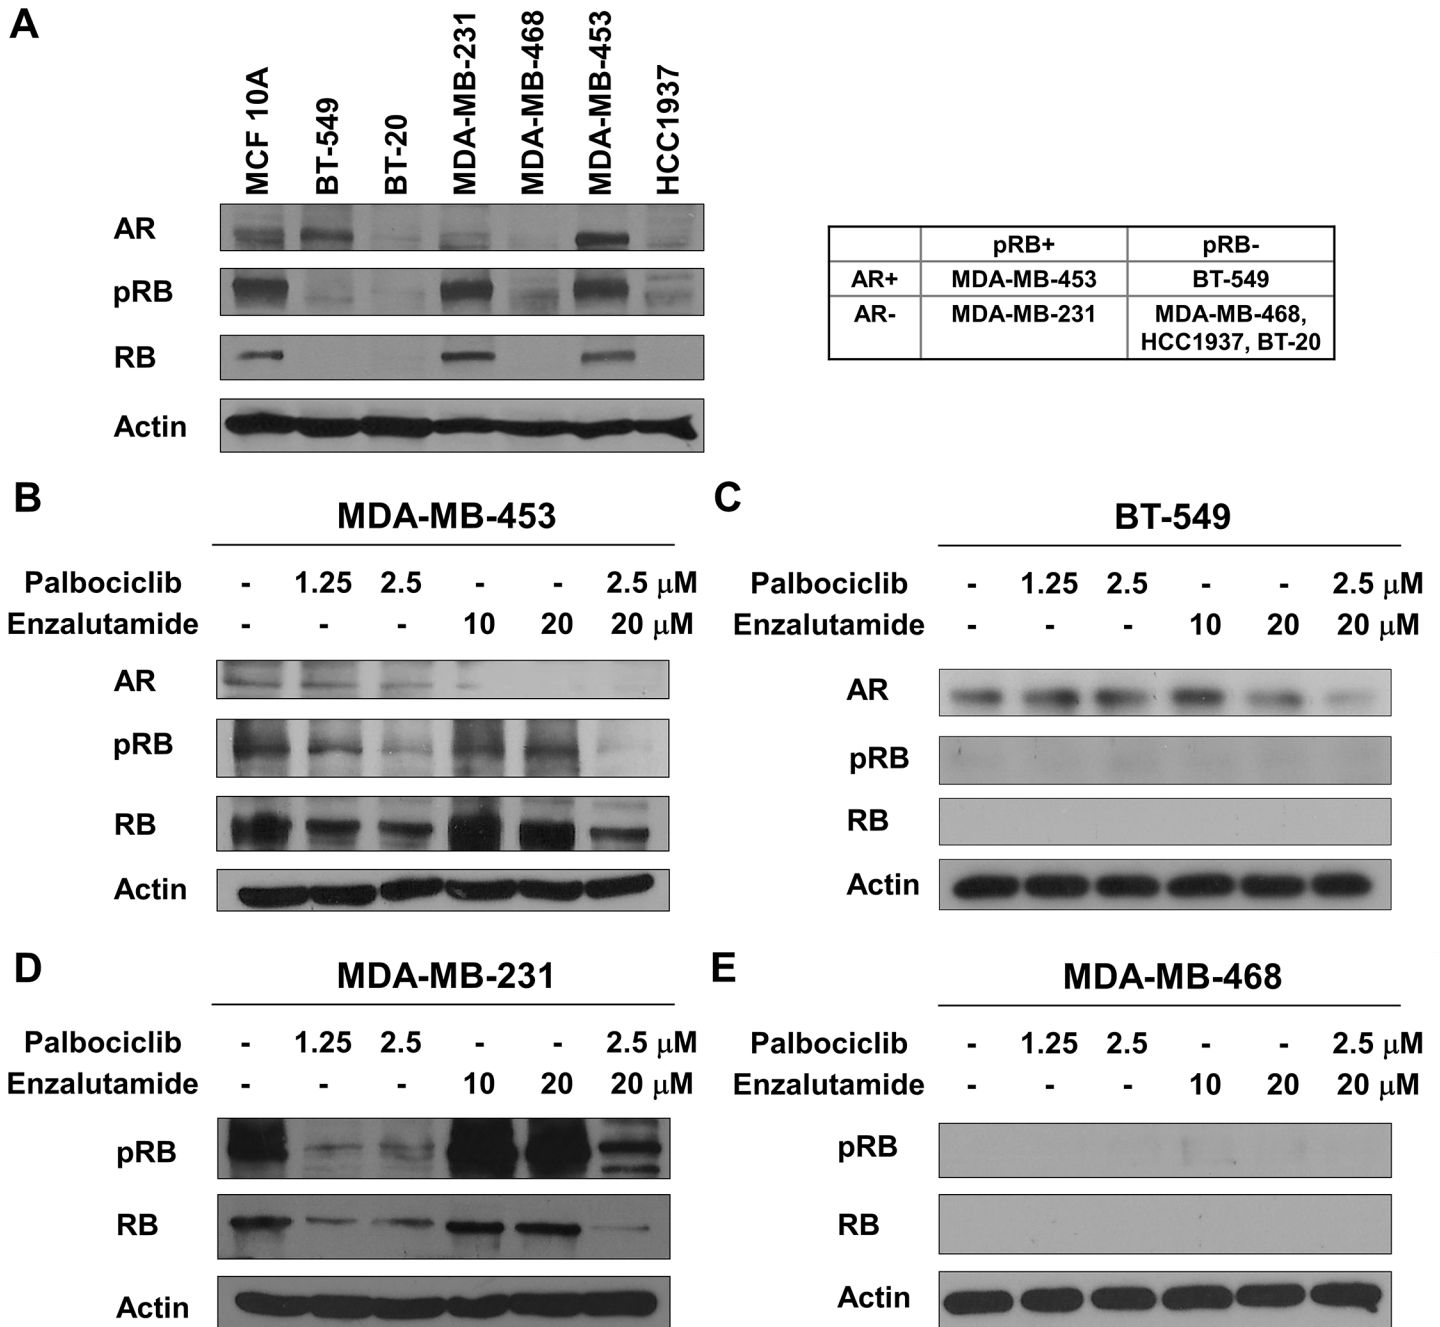 A
MCF 10A
BT-549
BT-20
MDA-MB-231
MDA-MB-468
MDA-MB-453
HCC1937
AR
pRB
RB
Actin
pRB+ pRB-
AR+ MDA-MB-453 BT-549
AR- MDA-MB-231 MDA-MB-468,
HCC1937, BT-20
B
MDA-MB-453
Palbociclib - 1.25 2.5 - - 2.5 μM
Enzalutamide - - - 10 20 20 μM
AR
pRB
RB
Actin
C
BT-549
Palbociclib - 1.25 2.5 - - 2.5 μM
Enzalutamide - - - 10 20 20 μM
AR
pRB
RB
Actin
D
MDA-MB-231
Palbociclib - 1.25 2.5 - - 2.5 μM
Enzalutamide - - - 10 20 20 μM
pRB
RB
Actin
E
MDA-MB-468
Palbociclib - 1.25 2.5 - - 2.5 μM
Enzalutamide - - - 10 20 20 μM
pRB
RB
Actin